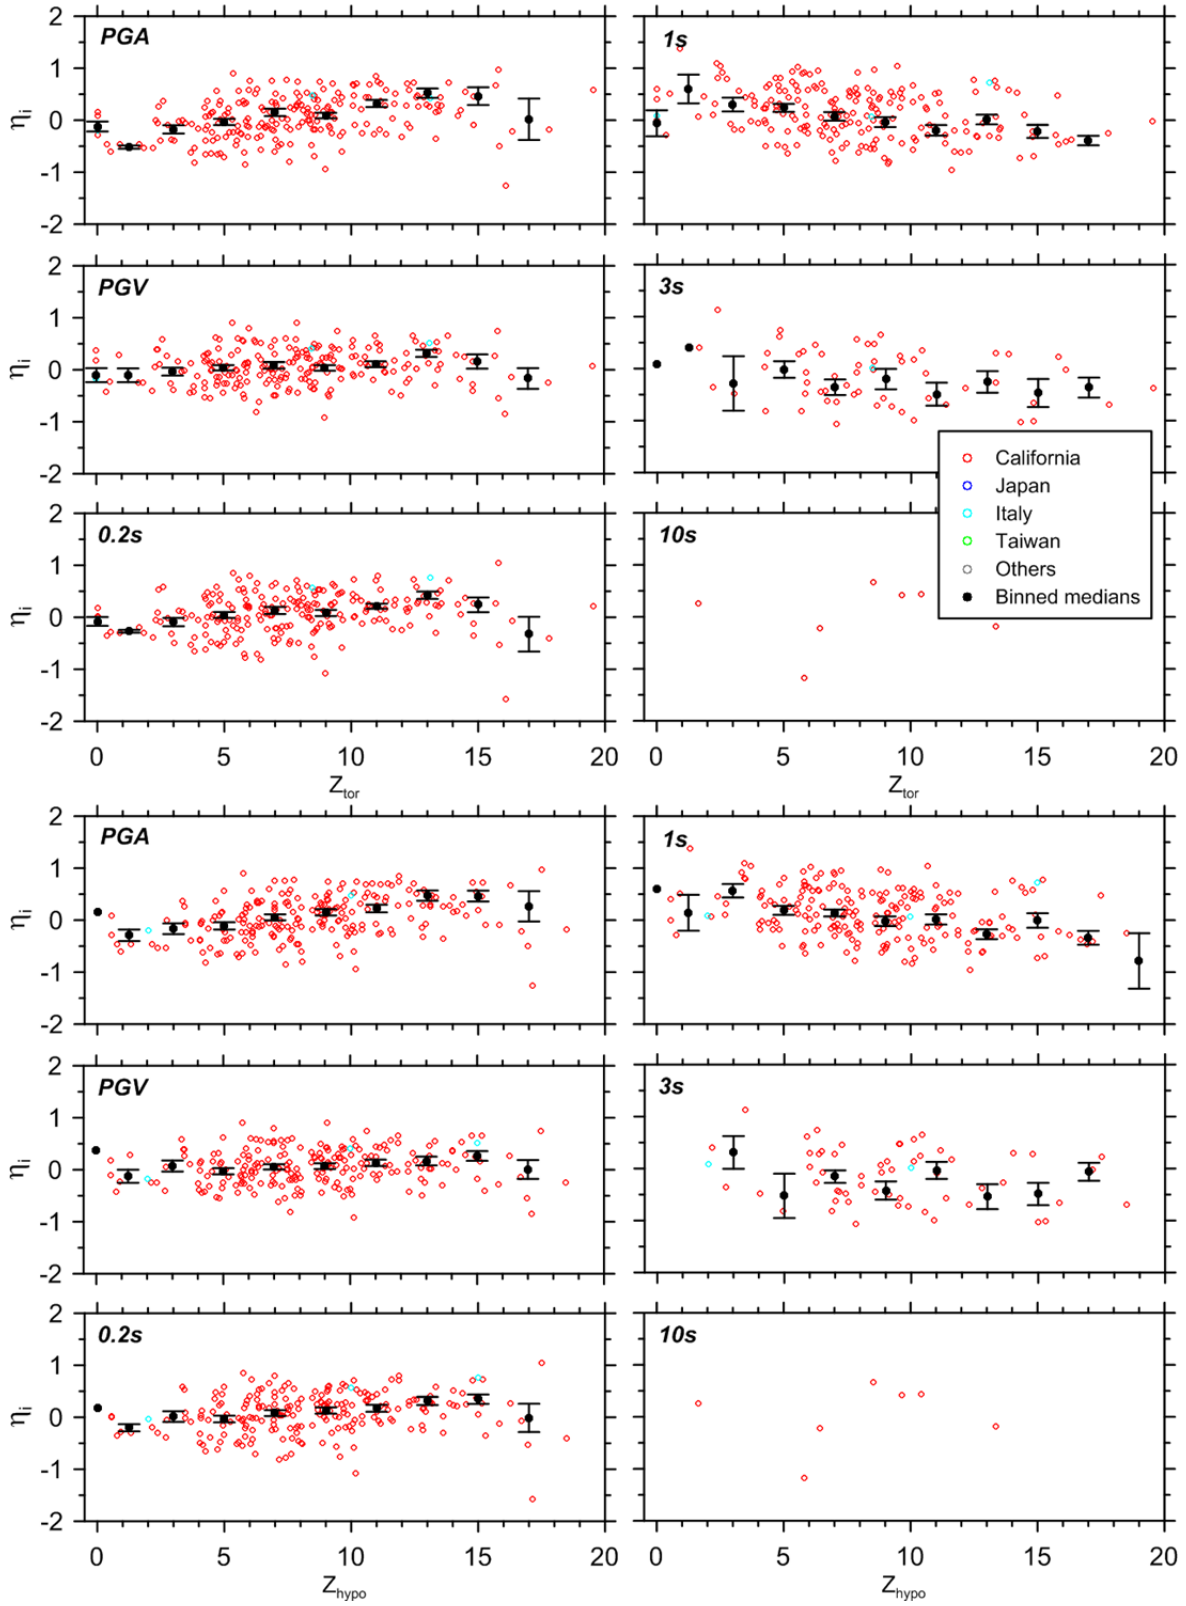 PGA
1s
2
1
0
-1
-2
ηi
PGV
3s
2
1
0
-1
-2
ηi
California
Japan
Italy
Taiwan
Others
Binned medians
0.2s
10s
2
1
0
-1
-2
ηi
0 5 10 15 20
0 5 10 15 20
Ztor
Ztor
PGA
1s
2
1
0
-1
-2
ηi
PGV
3s
2
1
0
-1
-2
ηi
0.2s
10s
2
1
0
-1
-2
ηi
0 5 10 15 20
0 5 10 15 20
Zhypo
Zhypo